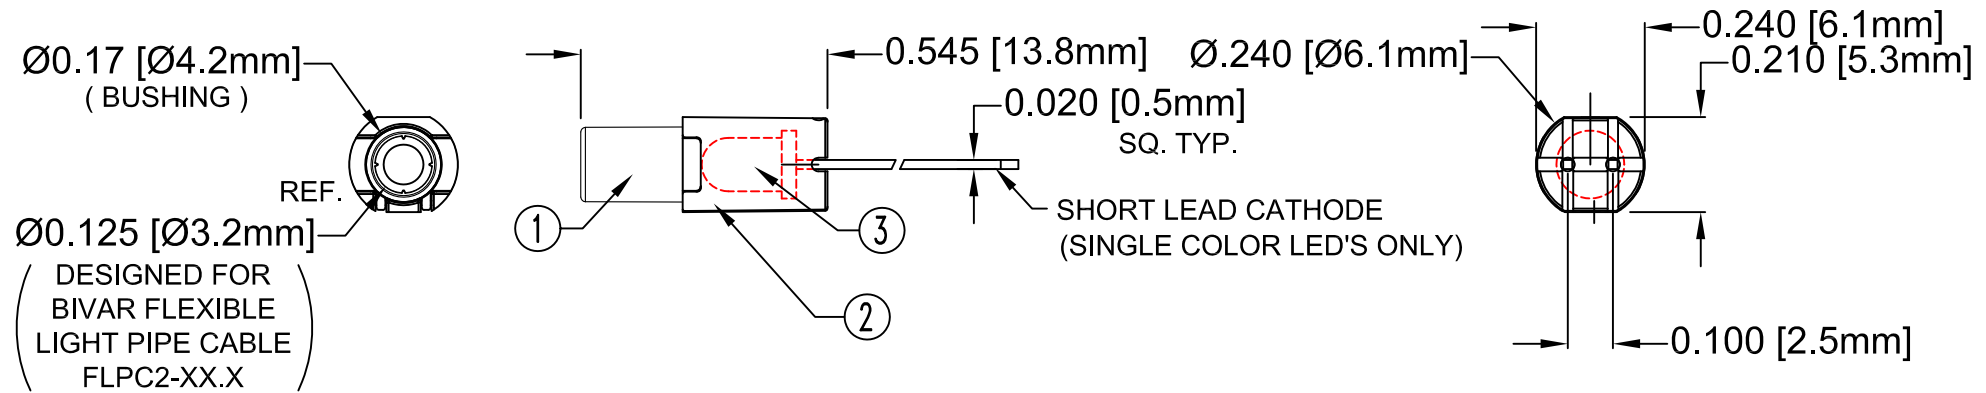 Ø0.17 [Ø4.2mm]
( BUSHING )
REF.
Ø0.125 [Ø3.2mm]
( DESIGNED FOR
BIVAR FLEXIBLE
LIGHT PIPE CABLE
FLPC2-XX.X )
0.545 [13.8mm]
0.020 [0.5mm]
SQ. TYP.
1
3
2
SHORT LEAD CATHODE
(SINGLE COLOR LED'S ONLY)
Ø.240 [Ø6.1mm]
0.240 [6.1mm]
0.210 [5.3mm]
0.100 [2.5mm]